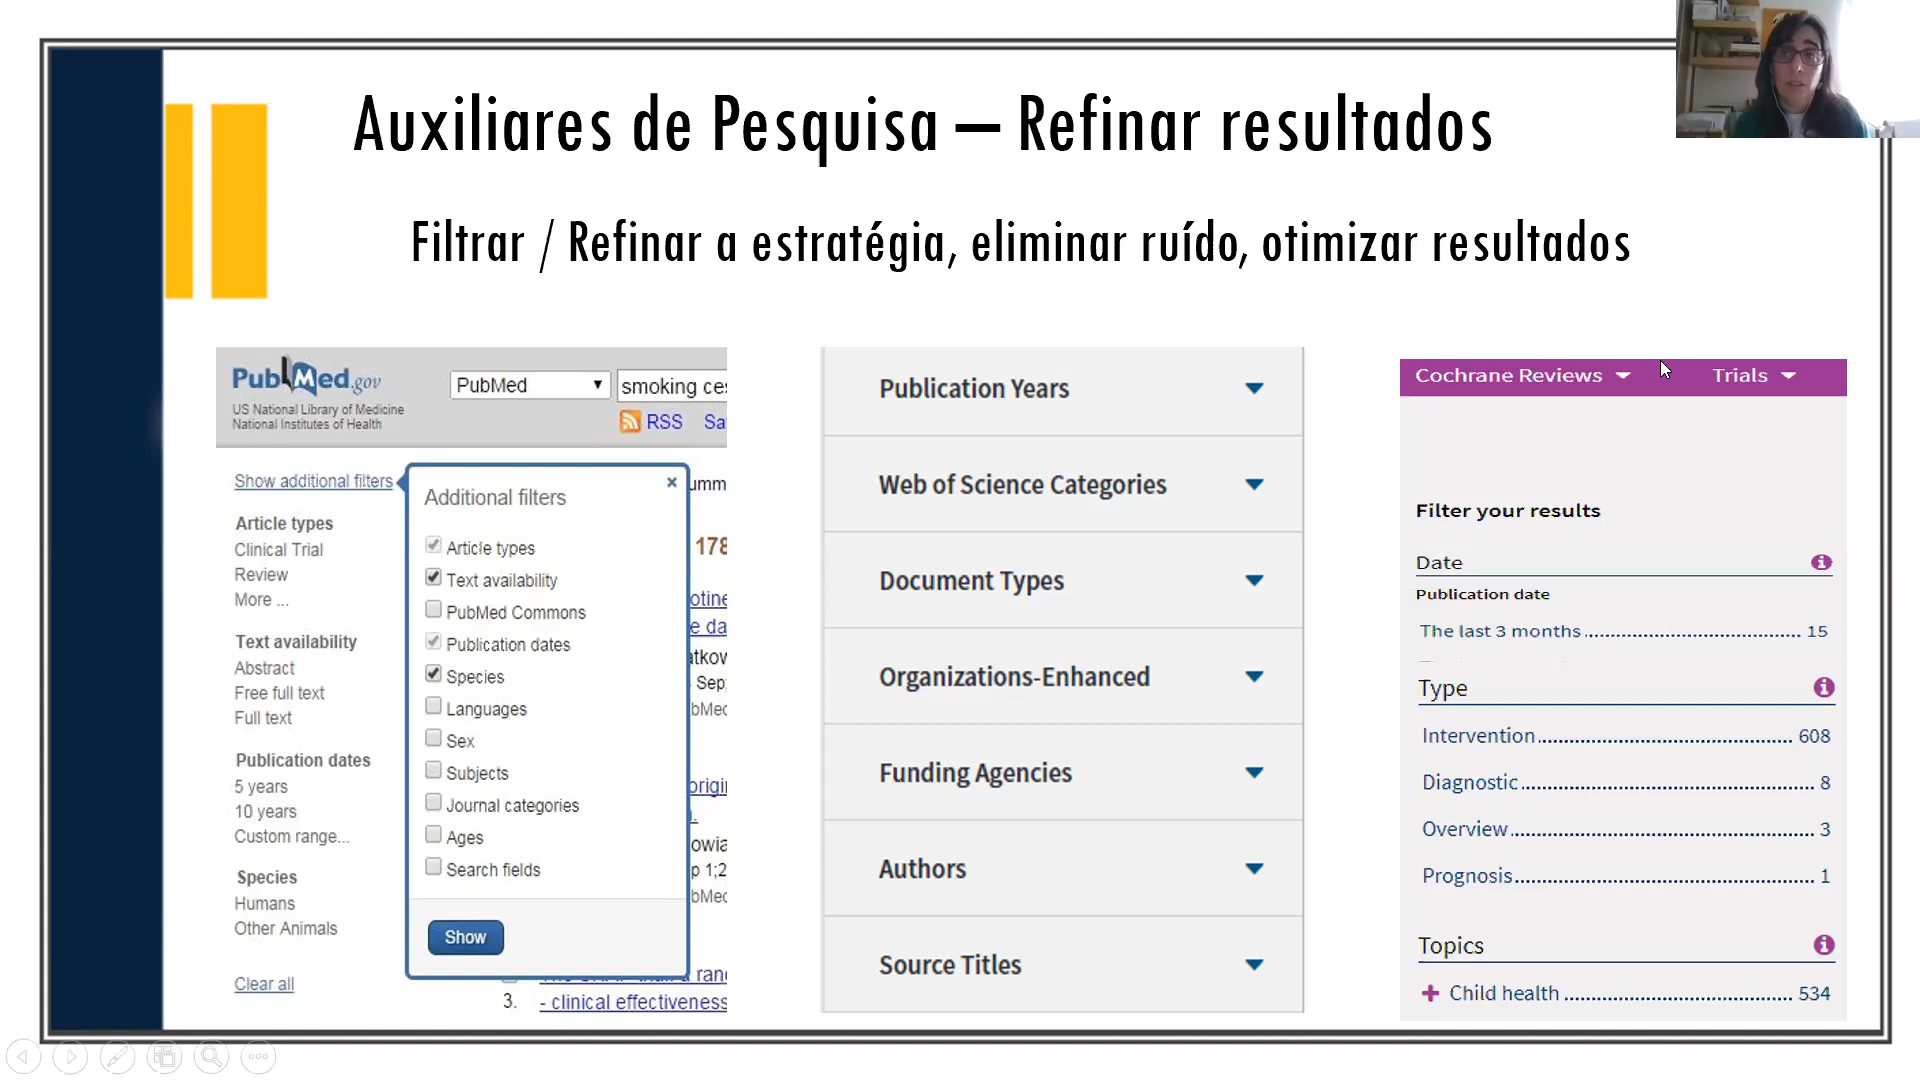 Auxiliares de Pesquisa – Refinar resultados
Filtrar / Refinar a estratégia, eliminar ruído, otimizar resultados
PubMed.gov
US National Library of Medicine
National Institutes of Health
PubMed
smoking ces
RSS
Sa
Show additional filters
Article types
Clinical Trial
Review
More ...
Text availability
Abstract
Free full text
Full text
Publication dates
5 years
10 years
Custom range...
Species
Humans
Other Animals
Clear all
Additional filters
Article types
Text availability
PubMed Commons
Publication dates
Species
Languages
Sex
Subjects
Journal categories
Ages
Search fields
Show
178
e da
Sep
3.
- clinical effectiveness
Publication Years
Web of Science Categories
Document Types
Organizations-Enhanced
Funding Agencies
Authors
Source Titles
Cochrane Reviews
Trials
Filter your results
Date
Publication date
The last 3 months 15
Type
Intervention 608
Diagnostic 8
Overview 3
Prognosis 1
Topics
Child health 534